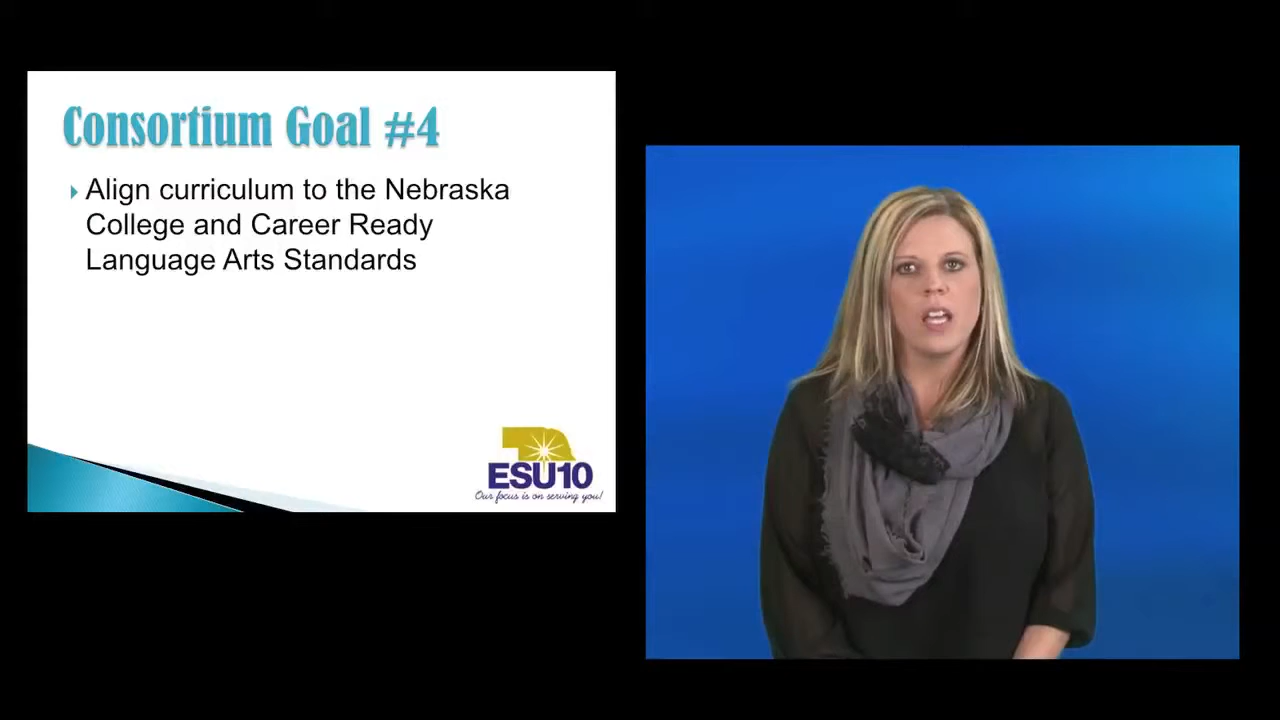 Consortium Goal #4
Align curriculum to the Nebraska
College and Career Ready
Language Arts Standards
ESU10
Our focus is on serving you!